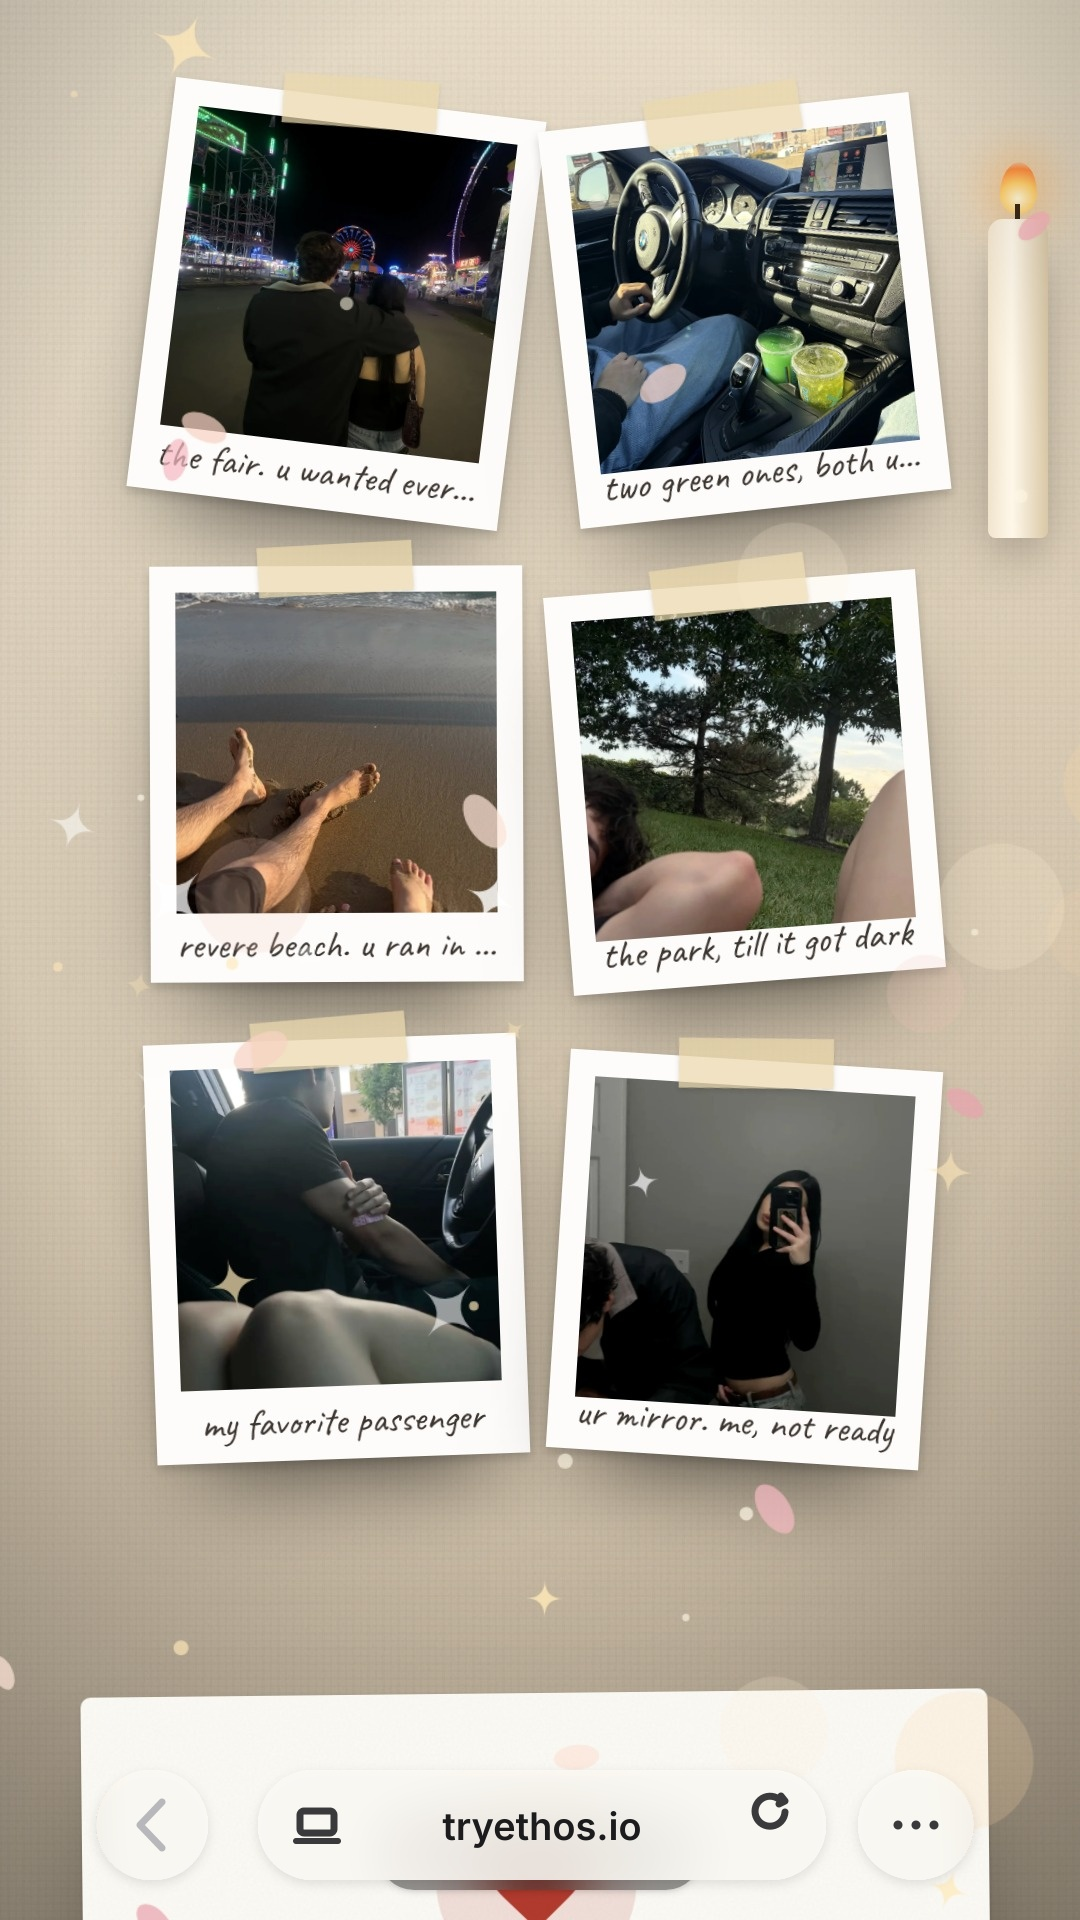 the fair. u wanted ever...
two green ones, both u...
revere beach. u ran in ...
the park, till it got dark
my favorite passenger
ur mirror. me, not ready
tryethos.io